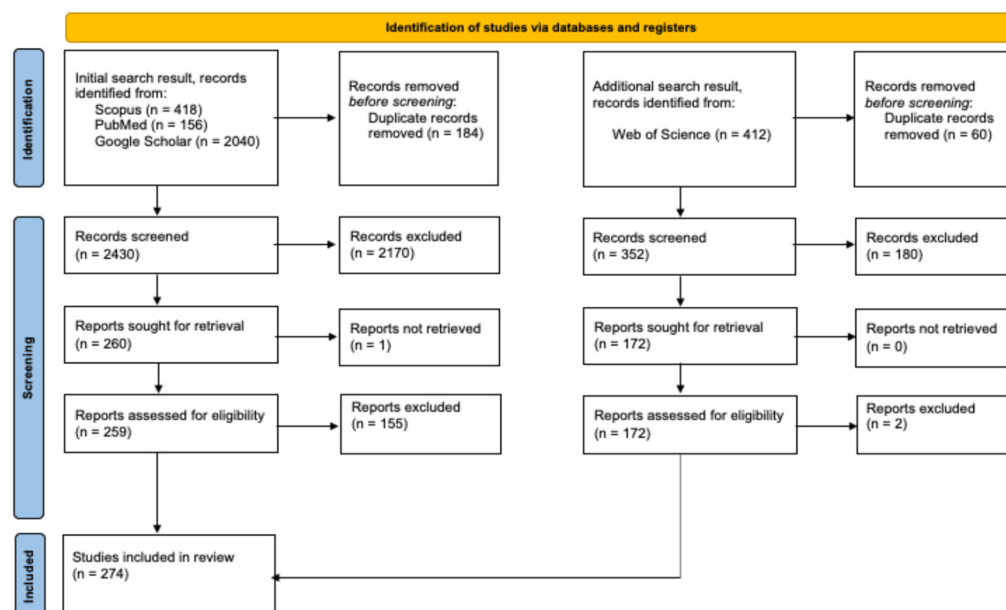 Identification of studies via databases and registers
Identification
Initial search result, records
identified from:
Scopus (n = 418)
PubMed (n = 156)
Google Scholar (n = 2040)
Records removed
before screening:
Duplicate records
removed (n = 184)
Additional search result,
records identified from:
Web of Science (n = 412)
Records removed
before screening:
Duplicate records
removed (n = 60)
Screening
Records screened
(n = 2430)
Records excluded
(n = 2170)
Records screened
(n = 352)
Records excluded
(n = 180)
Reports sought for retrieval
(n = 260)
Reports not retrieved
(n = 1)
Reports sought for retrieval
(n = 172)
Reports not retrieved
(n = 0)
Reports assessed for eligibility
(n = 259)
Reports excluded
(n = 155)
Reports assessed for eligibility
(n = 172)
Reports excluded
(n = 2)
Included
Studies included in review
(n = 274)